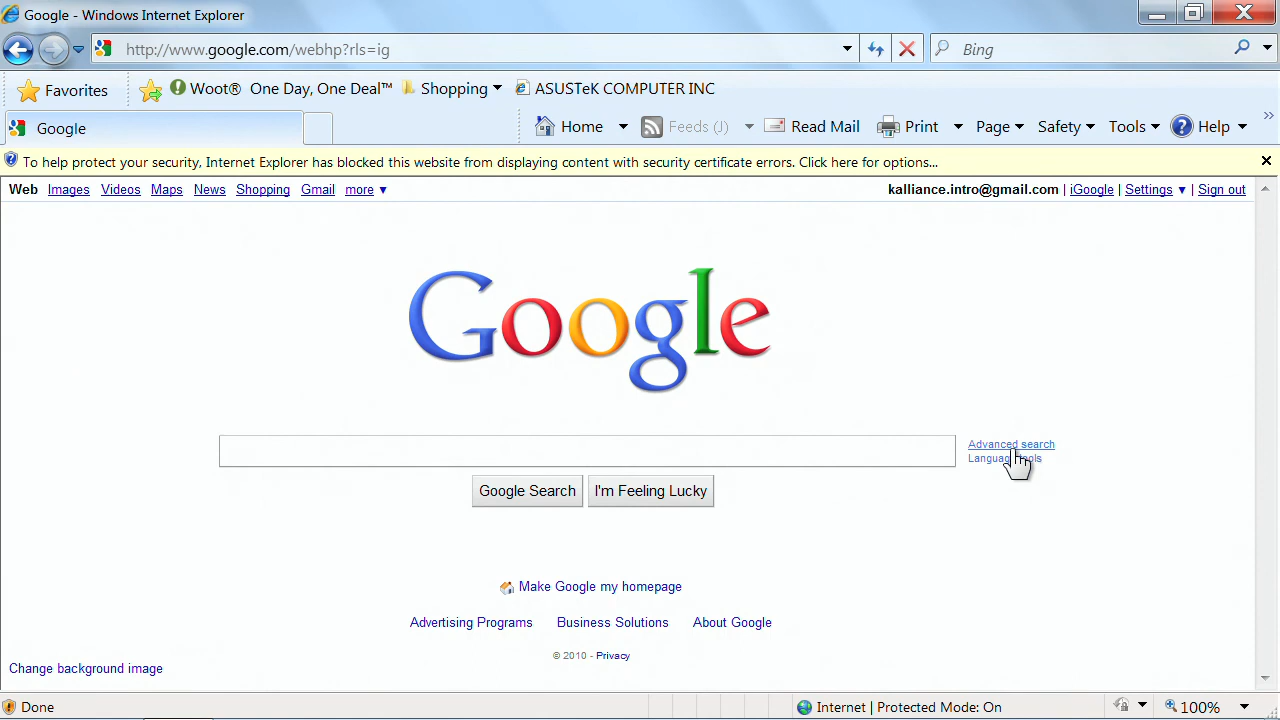 Google - Windows Internet Explorer
http://www.google.com/webhp?rls=ig
Bing
Favorites
Woot® One Day, One Deal™
Shopping
ASUSTeK COMPUTER INC
Google
Home
Feeds (J)
Read Mail
Print
Page
Safety
Tools
Help
To help protect your security, Internet Explorer has blocked this website from displaying content with security certificate errors. Click here for options...
Web Images Videos Maps News Shopping Gmail more ▼
kalliance.intro@gmail.com | iGoogle | Settings ▼ | Sign out
Google
Advanced search
Google Search
I'm Feeling Lucky
Make Google my homepage
Advertising Programs
Business Solutions
About Google
© 2010 - Privacy
Change background image
Done
Internet | Protected Mode: On
100%